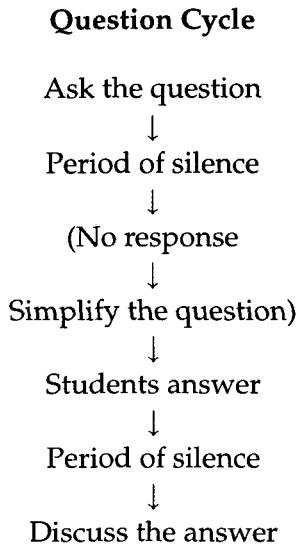 Question Cycle
Ask the question
↓
Period of silence
↓
(No response
↓
Simplify the question)
↓
Students answer
↓
Period of silence
↓
Discuss the answer